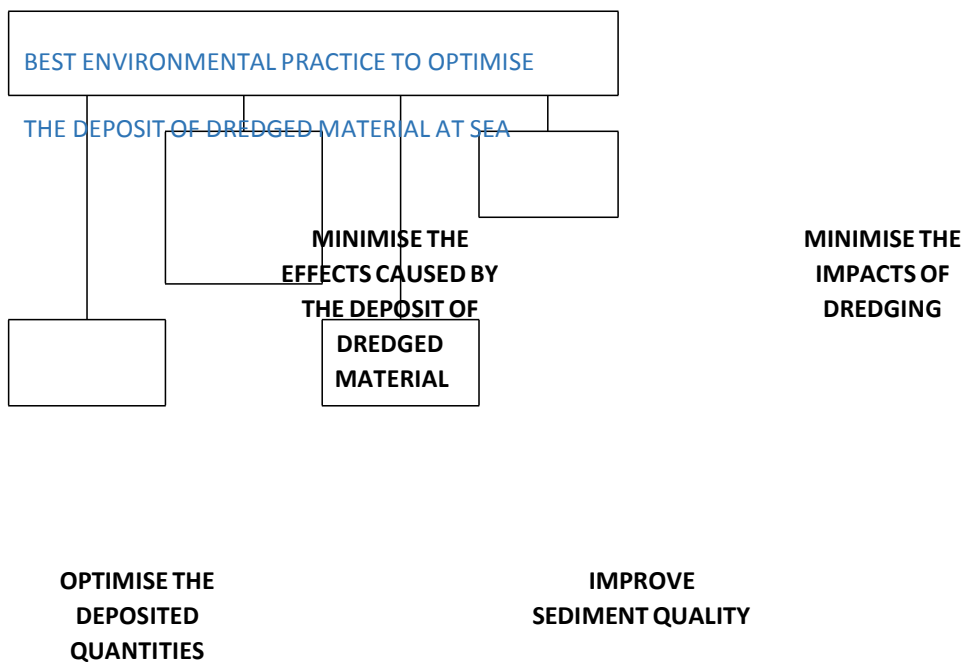 BEST ENVIRONMENTAL PRACTICE TO OPTIMISE
THE DEPOSIT OF DREDGED MATERIAL AT SEA
MINIMISE THE
EFFECTS CAUSED BY
THE DEPOSIT OF
DREDGED
MATERIAL
MINIMISE THE
IMPACTS OF
DREDGING
OPTIMISE THE
DEPOSITED
QUANTITIES
IMPROVE
SEDIMENT QUALITY